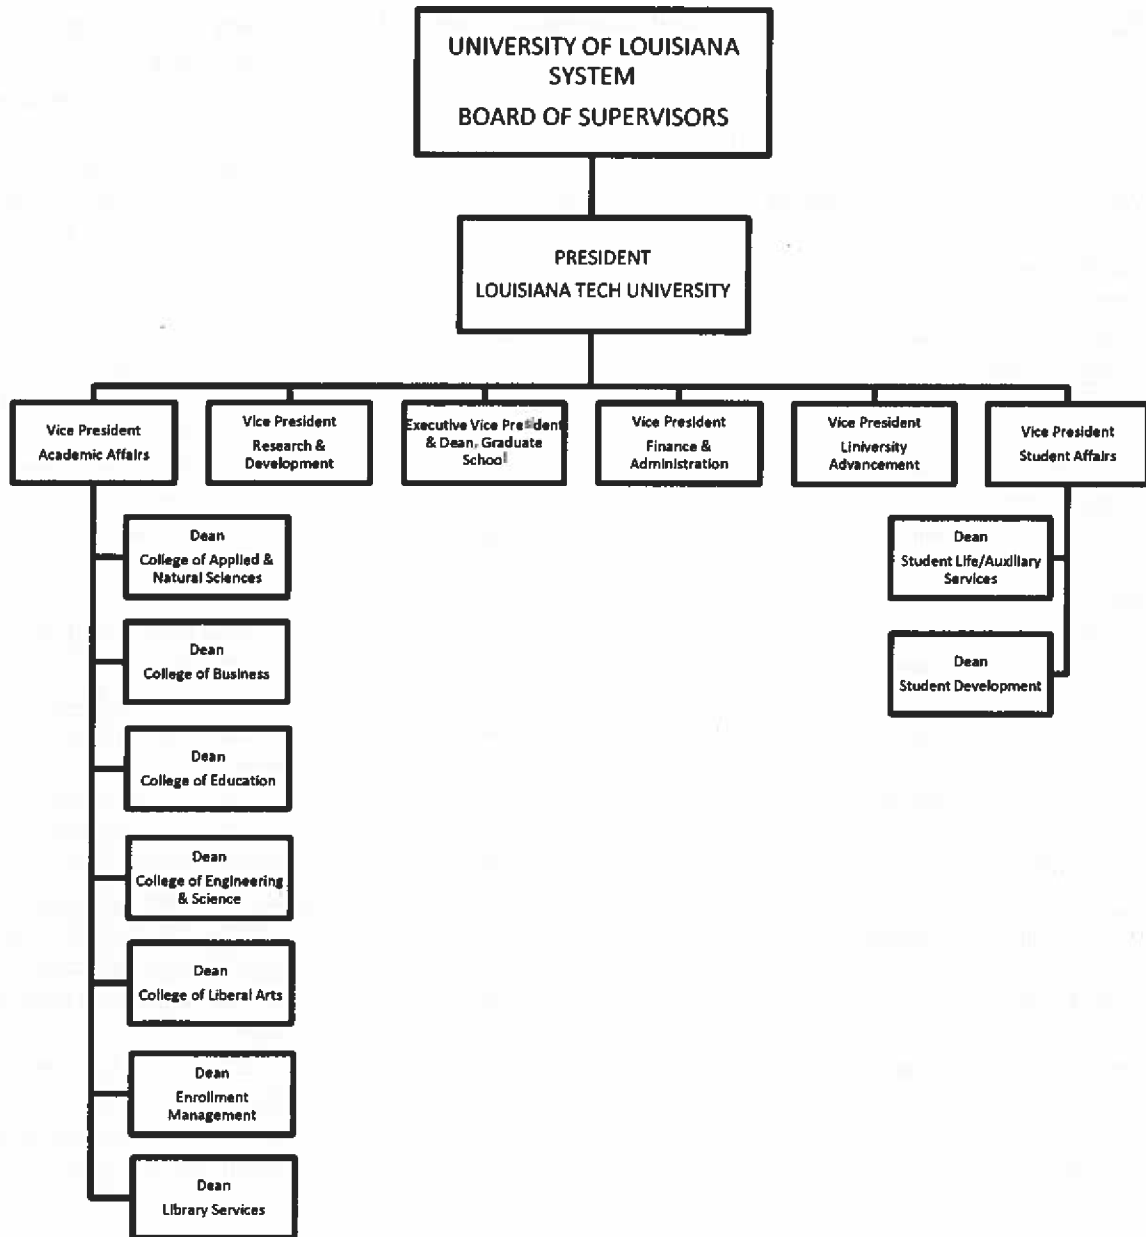 UNIVERSITY OF LOUISIANA
SYSTEM
BOARD OF SUPERVISORS
PRESIDENT
LOUISIANA TECH UNIVERSITY
Vice President
Academic Affairs
Vice President
Research &
Development
Executive Vice President
& Dean, Graduate
School
Vice President
Finance &
Administration
Vice President
University
Advancement
Vice President
Student Affairs
Dean
College of Applied &
Natural Sciences
Dean
College of Business
Dean
College of Education
Dean
College of Engineering
& Science
Dean
College of Liberal Arts
Dean
Enrollment
Management
Dean
Library Services
Dean
Student Life/Auxiliary
Services
Dean
Student Development